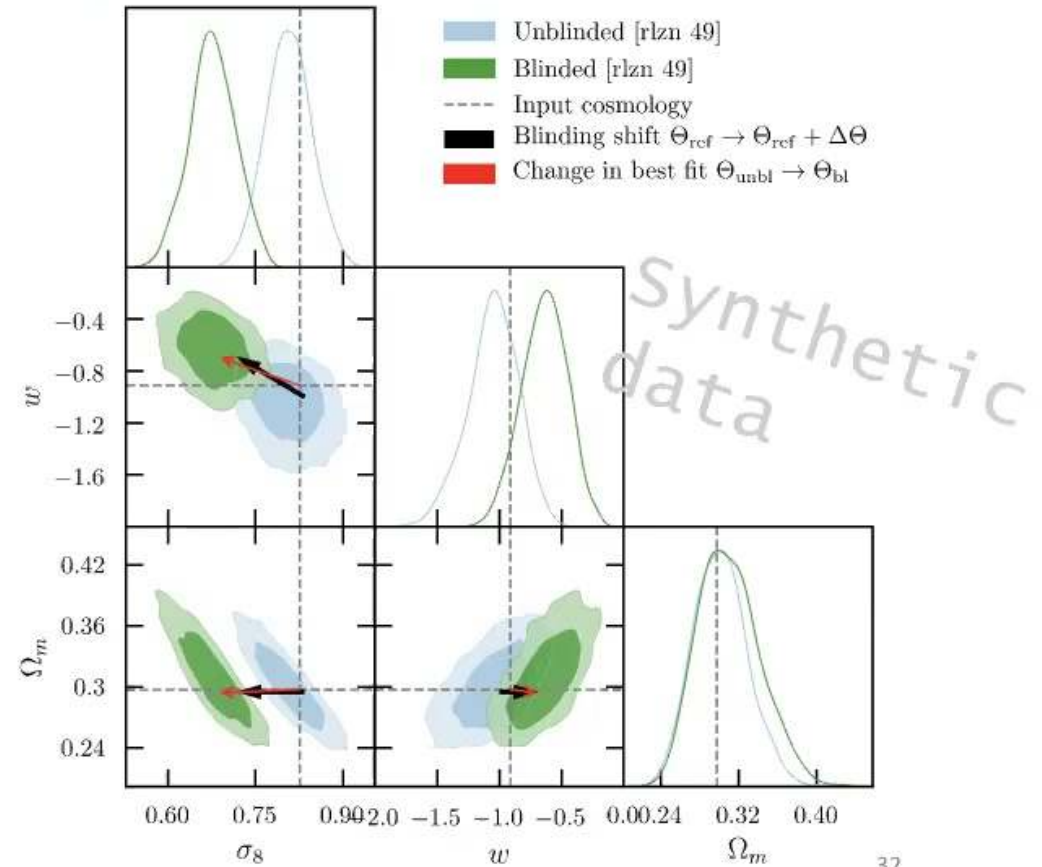 Unblinded [rlzn 49]
Blinded [rlzn 49]
Input cosmology
Blinding shift Θref → Θref + ΔΘ
Change in best fit Θunbl → Θbl
Synthetic
data
−0.4
−0.8
−1.2
−1.6
w
0.42
0.36
0.3
0.24
Ωm
0.60 0.75 0.90 −2.0 −1.5 −1.0 −0.5 0.0 0.24 0.32 0.40
σ8 w Ωm